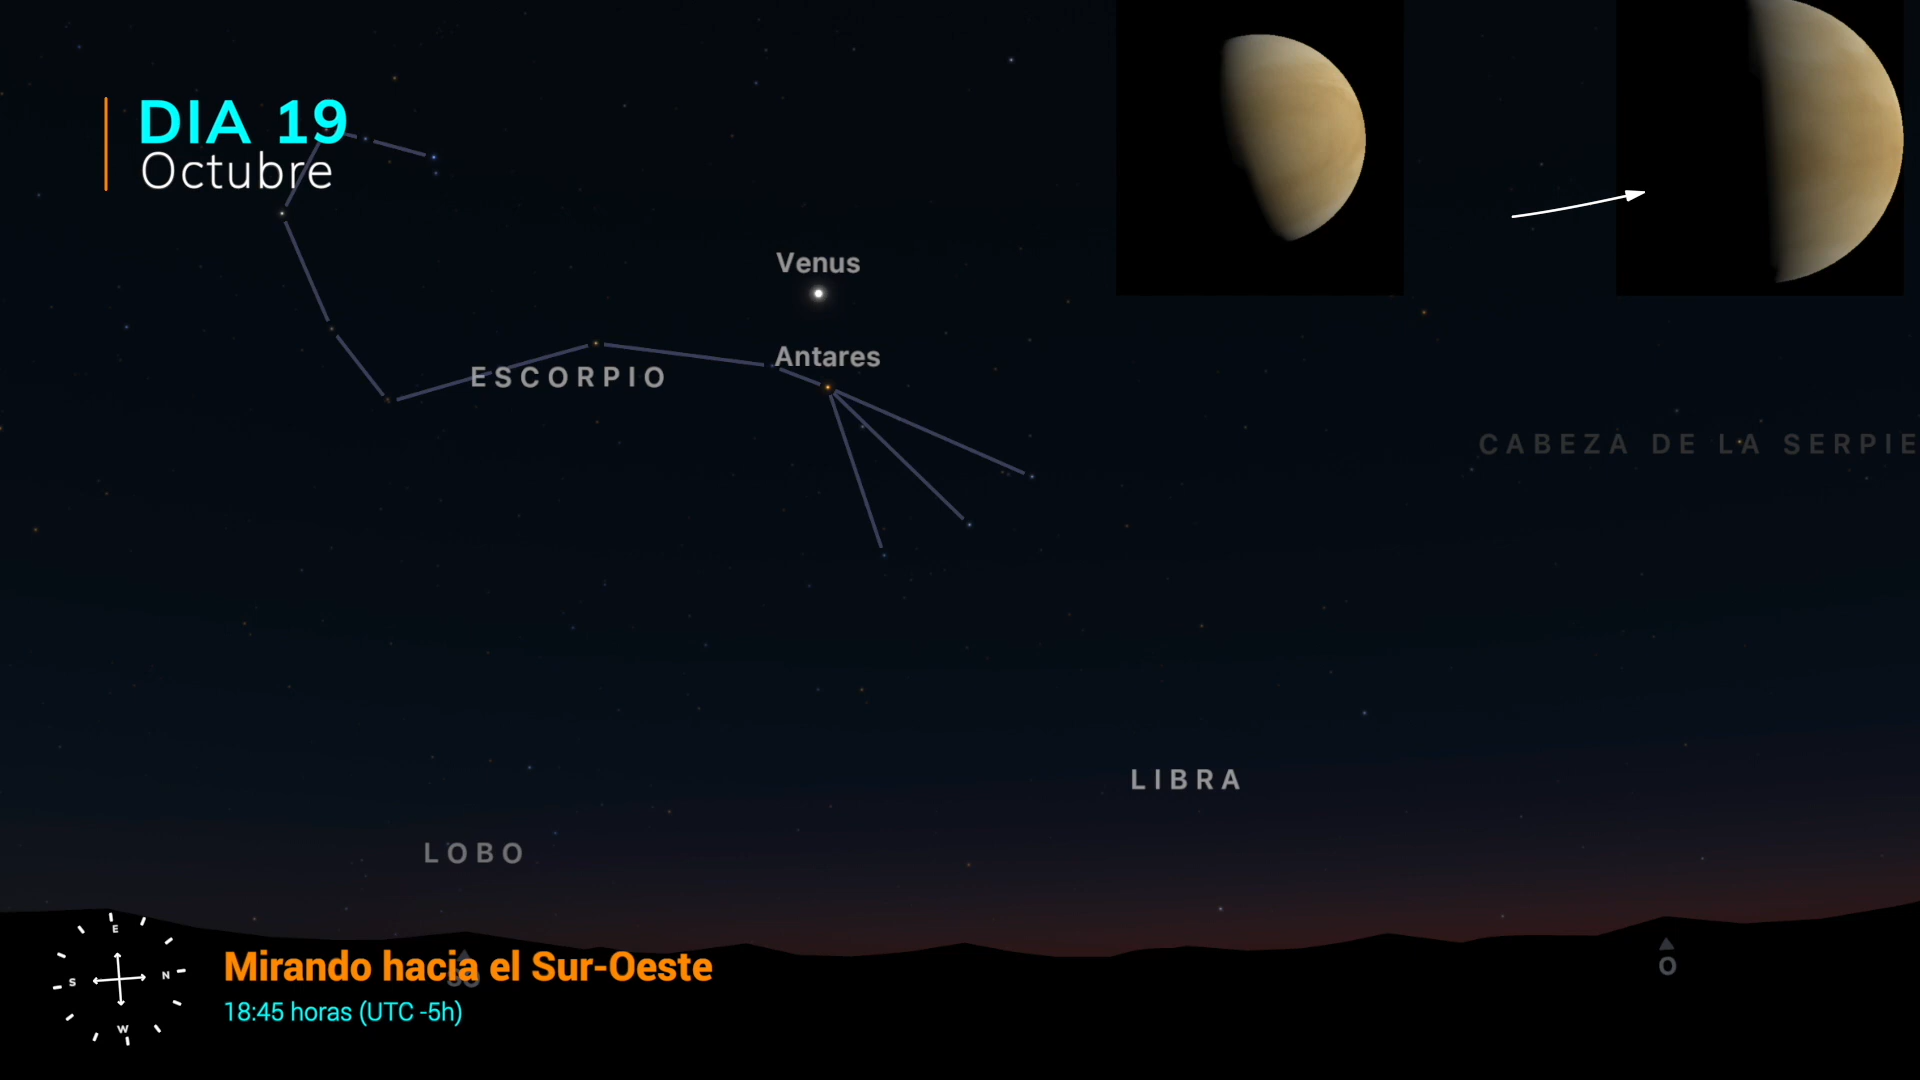 DIA 19
Octubre
Venus
Antares
ESCORPIO
CABEZA DE LA SERPIE
LIBRA
LOBO
E
S
N
W
Mirando hacia el Sur-Oeste
SO
O
18:45 horas (UTC -5h)